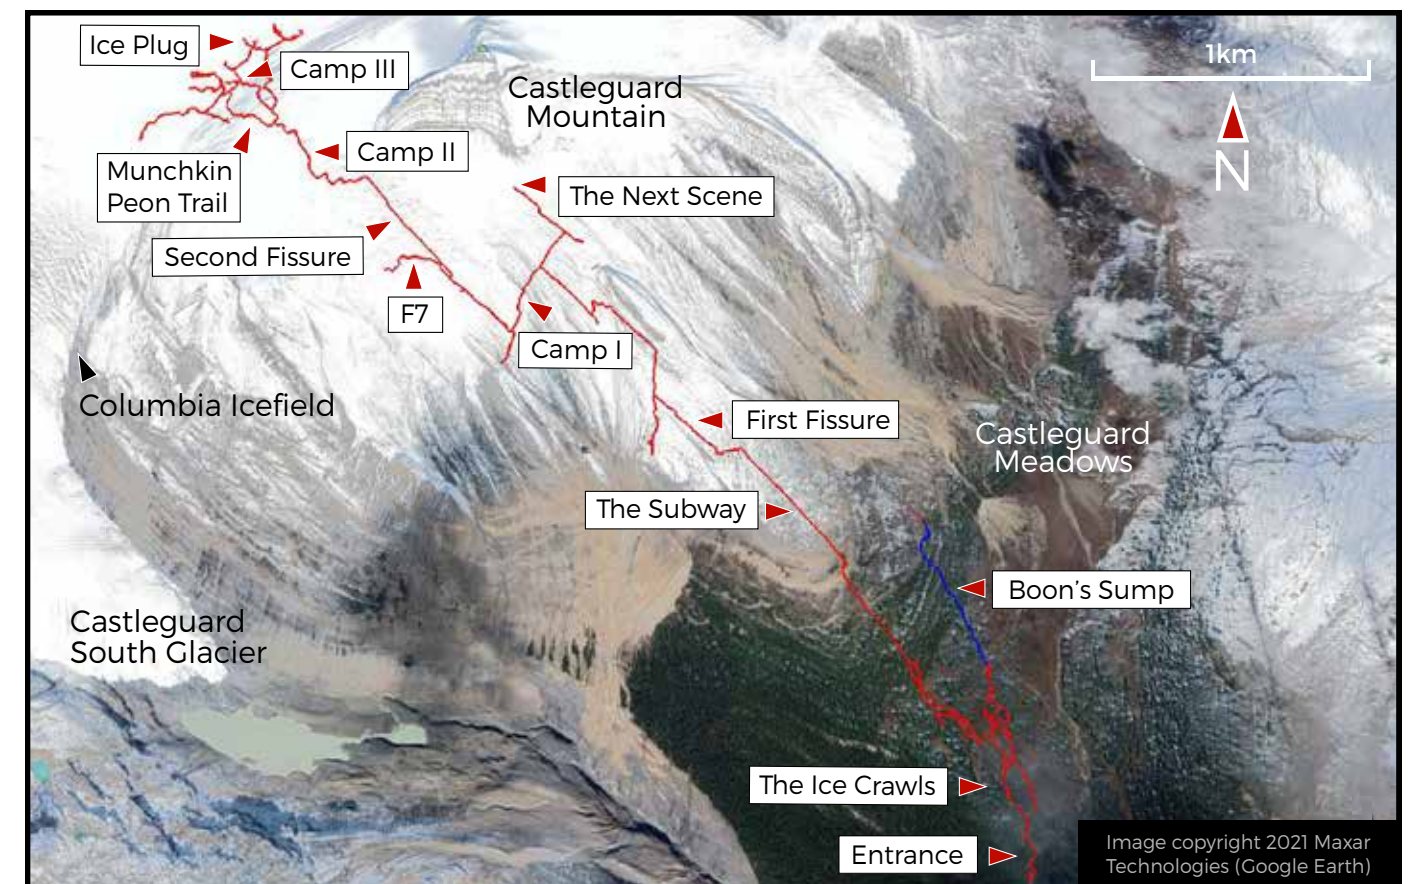 Ice Plug
Camp III
1km
Castleguard
Mountain
N
Camp II
Munchkin
Peon Trail
The Next Scene
Second Fissure
F7
Camp I
Columbia Icefield
First Fissure
Castleguard
Meadows
The Subway
Boon's Sump
Castleguard
South Glacier
The Ice Crawls
Entrance
Image copyright 2021 Maxar
Technologies (Google Earth)